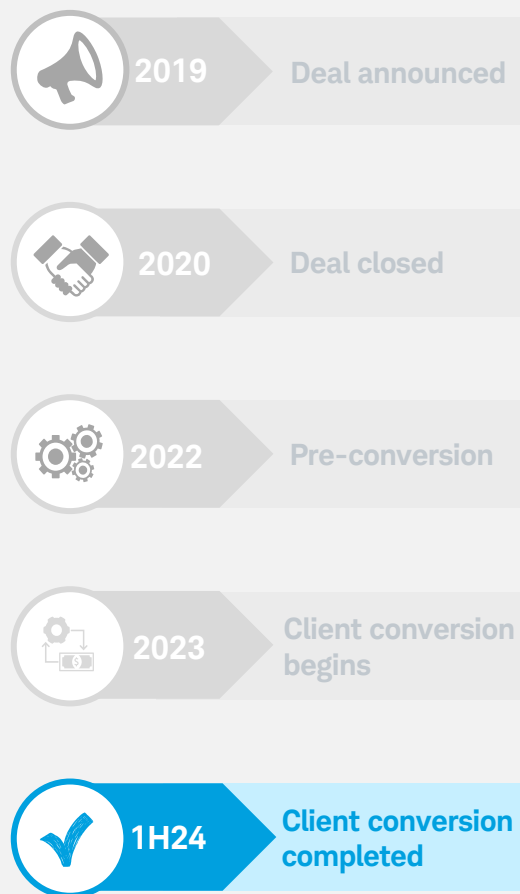 2019
Deal announced
2020
Deal closed
2022
Pre-conversion
2023
Client conversion
begins
$
1H24
Client conversion
completed